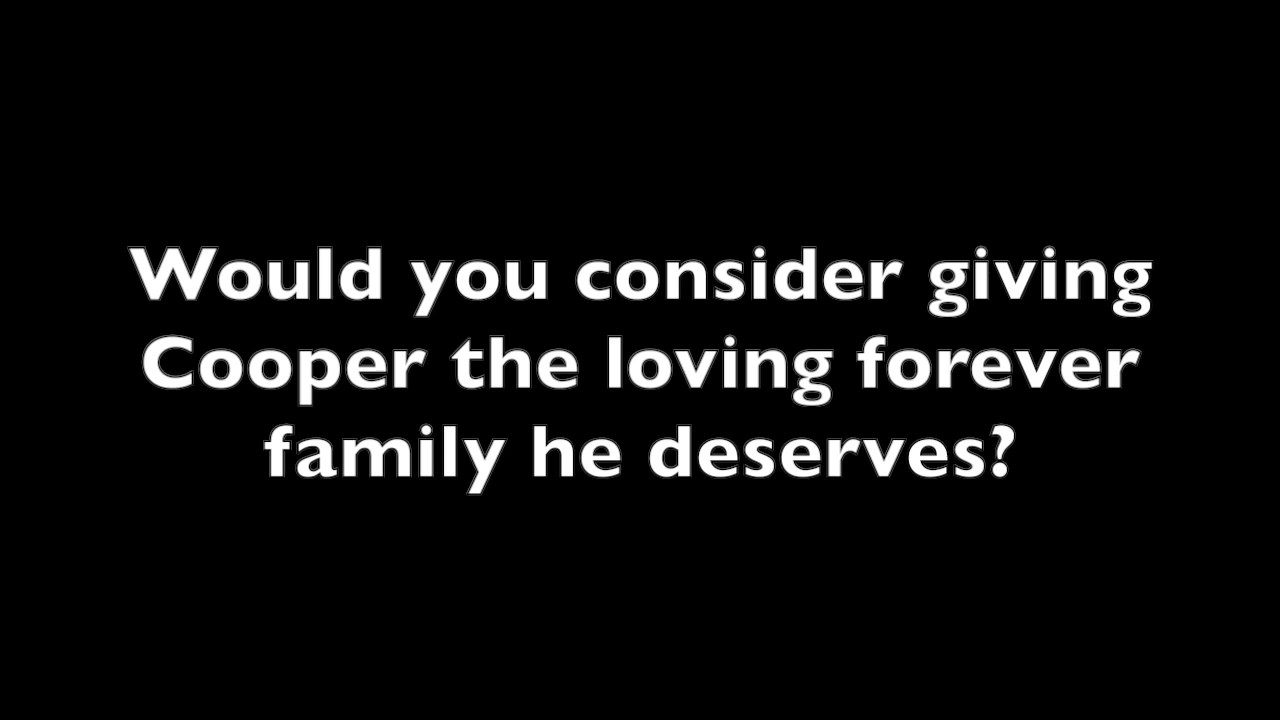 Would you consider giving
Cooper the loving forever
family he deserves?